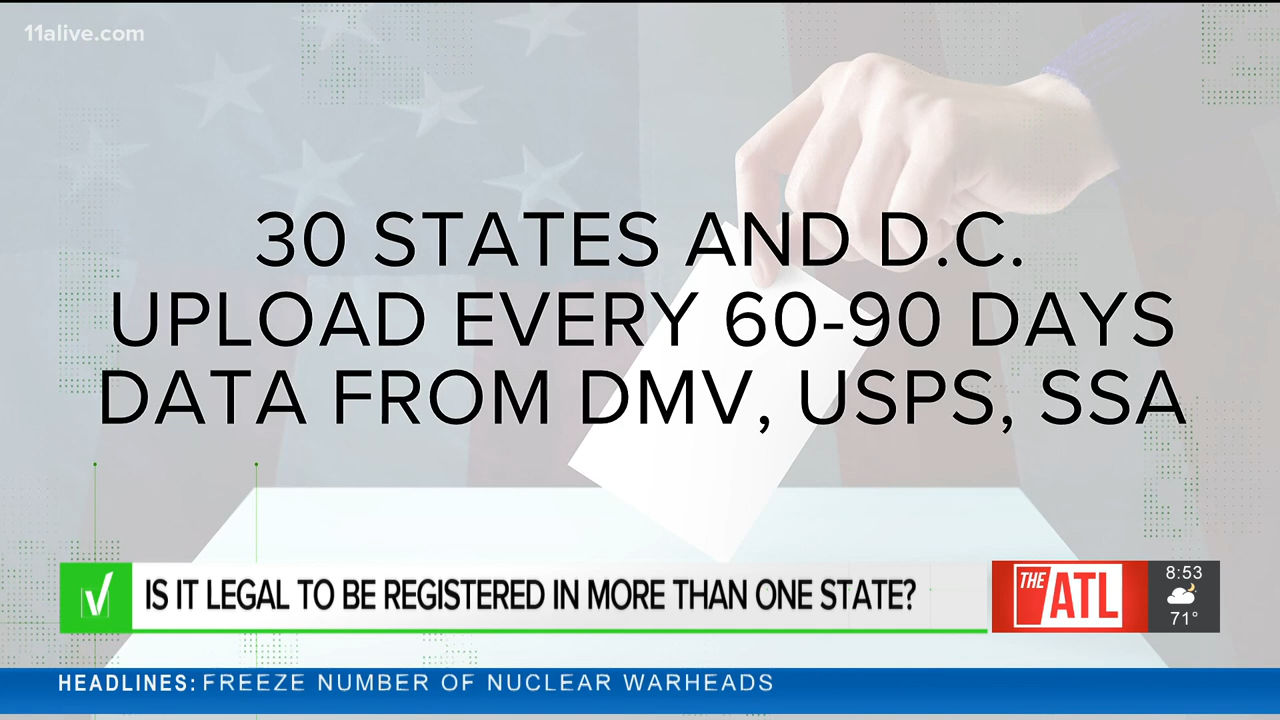 11alive.com
30 STATES AND D.C.
UPLOAD EVERY 60-90 DAYS
DATA FROM DMV, USPS, SSA
IS IT LEGAL TO BE REGISTERED IN MORE THAN ONE STATE?
THE ATL
8:53
71°
HEADLINES: FREEZE NUMBER OF NUCLEAR WARHEADS